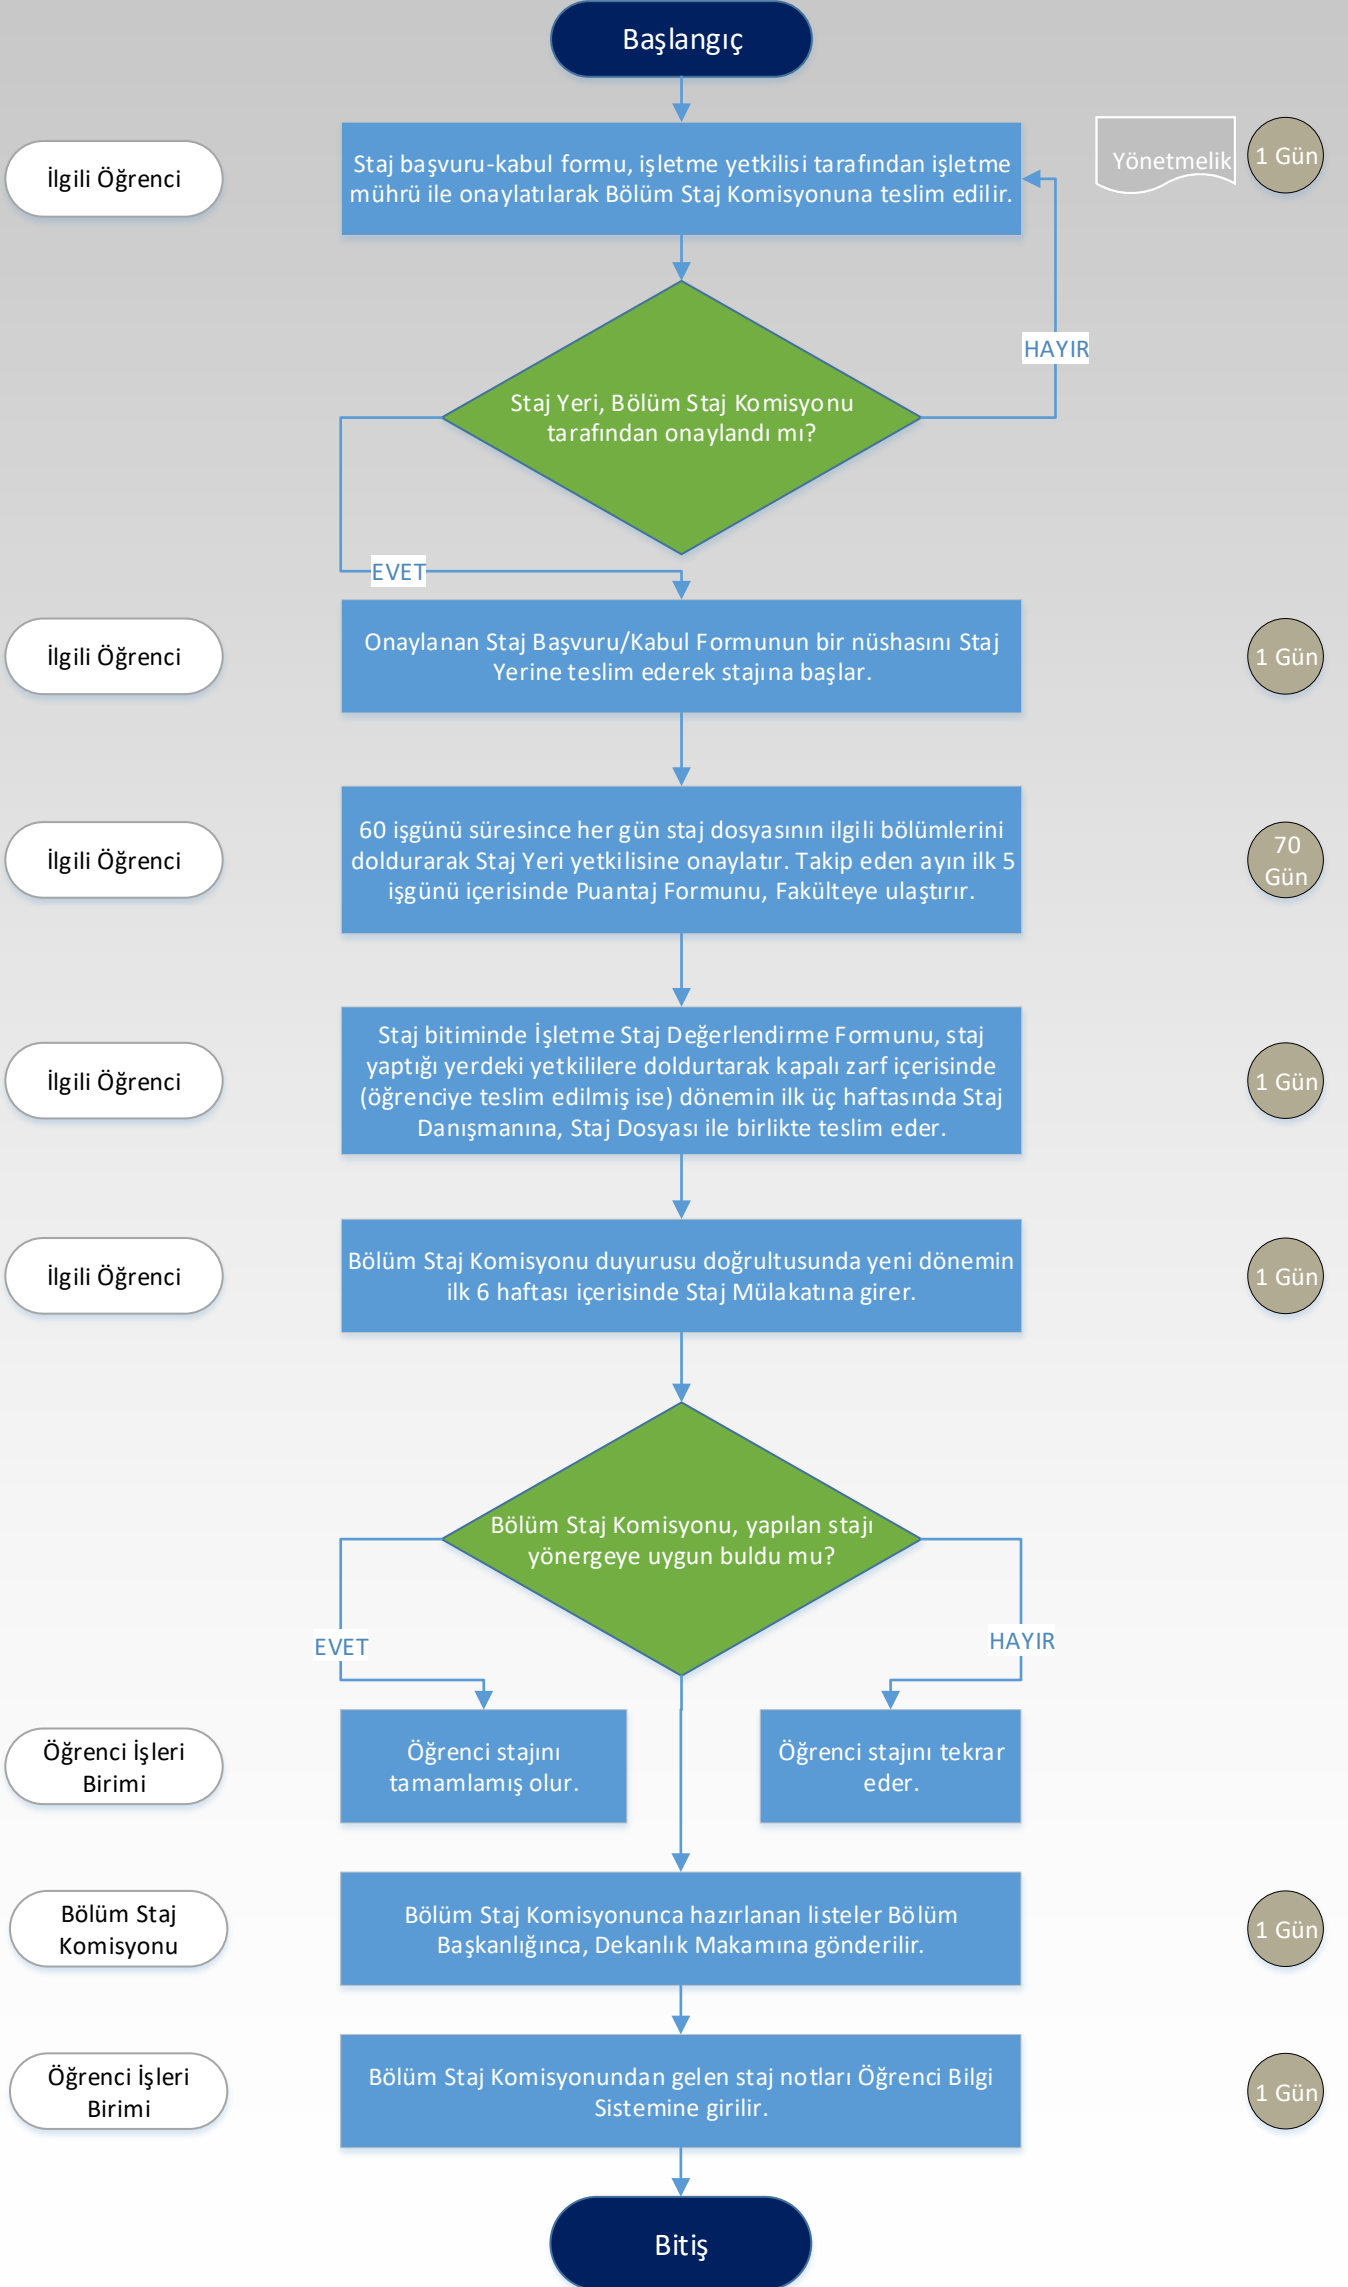 Başlangıç
İlgili Öğrenci
Staj başvuru-kabul formu, işletme yetkilisi tarafından işletme
mührü ile onaylatılarak Bölüm Staj Komisyonuna teslim edilir.
Yönetmelik
1 Gün
HAYIR
Staj Yeri, Bölüm Staj Komisyonu
tarafından onaylandı mı?
EVET
İlgili Öğrenci
Onaylanan Staj Başvuru/Kabul Formunun bir nüshasını Staj
Yerine teslim ederek stajına başlar.
1 Gün
İlgili Öğrenci
60 işgünü süresince her gün staj dosyasının ilgili bölümlerini
doldurarak Staj Yeri yetkilisine onaylatır. Takip eden ayın ilk 5
işgünü içerisinde Puantaj Formunu, Fakülteye ulaştırır.
70
Gün
İlgili Öğrenci
Staj bitiminde İşletme Staj Değerlendirme Formunu, staj
yaptığı yerdeki yetkililere doldurtarak kapalı zarf içerisinde
(öğrenciye teslim edilmiş ise) dönemin ilk üç haftasında Staj
Danışmanına, Staj Dosyası ile birlikte teslim eder.
1 Gün
İlgili Öğrenci
Bölüm Staj Komisyonu duyurusu doğrultusunda yeni dönemin
ilk 6 haftası içerisinde Staj Mülakatına girer.
1 Gün
Bölüm Staj Komisyonu, yapılan stajı
yönergeye uygun buldu mu?
EVET
HAYIR
Öğrenci İşleri
Birimi
Öğrenci stajını
tamamlamış olur.
Öğrenci stajını tekrar
eder.
Bölüm Staj
Komisyonu
Bölüm Staj Komisyonunca hazırlanan listeler Bölüm
Başkanlığınca, Dekanlık Makamına gönderilir.
1 Gün
Öğrenci İşleri
Birimi
Bölüm Staj Komisyonundan gelen staj notları Öğrenci Bilgi
Sistemine girilir.
1 Gün
Bitiş